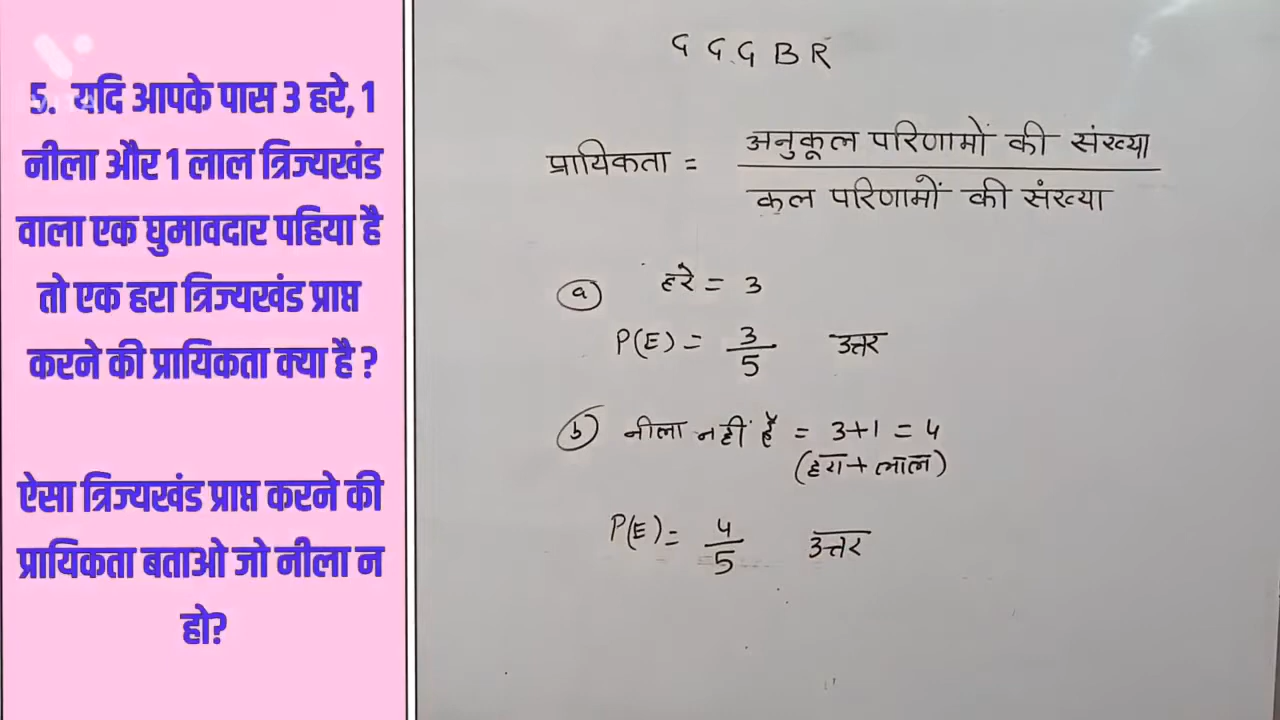 5. यदि आपके पास 3 हरे, 1
नीला और 1 लाल त्रिज्यखंड
वाला एक घुमावदार पहिया है
तो एक हरा त्रिज्यखंड प्राप्त
करने की प्रायिकता क्या है ?
ऐसा त्रिज्यखंड प्राप्त करने की
प्रायिकता बताओ जो नीला न
हो?
G G G B R
प्रायिकता = अनुकूल परिणामों की संख्या
कुल परिणामों की संख्या
(a) हरे = 3
P(E) = 3/5 उत्तर
(b) नीला नहीं है = 3+1 = 4
(हरा + लाल)
P(E) = 4/5 उत्तर